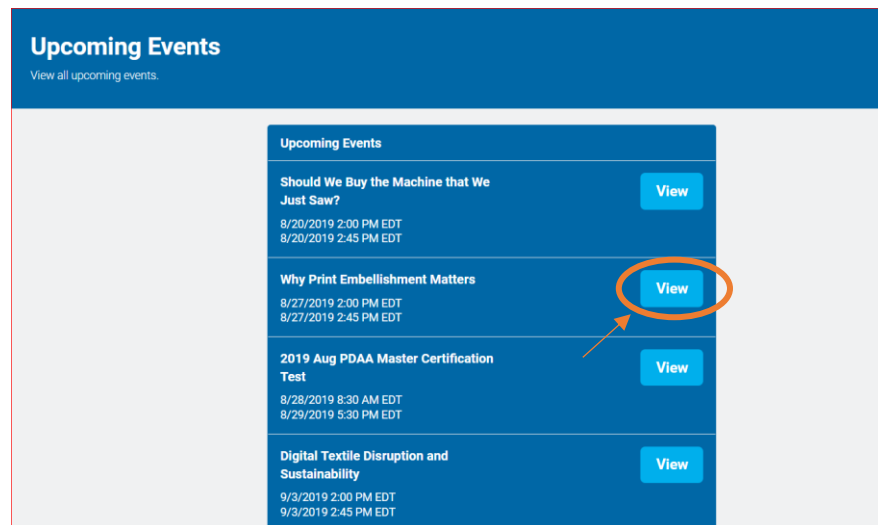 Upcoming Events
View all upcoming events.
Upcoming Events
Should We Buy the Machine that We
Just Saw?
View
8/20/2019 2:00 PM EDT
8/20/2019 2:45 PM EDT
Why Print Embellishment Matters
View
8/27/2019 2:00 PM EDT
8/27/2019 2:45 PM EDT
2019 Aug PDAA Master Certification
Test
View
8/28/2019 8:30 AM EDT
8/29/2019 5:30 PM EDT
Digital Textile Disruption and
Sustainability
View
9/3/2019 2:00 PM EDT
9/3/2019 2:45 PM EDT